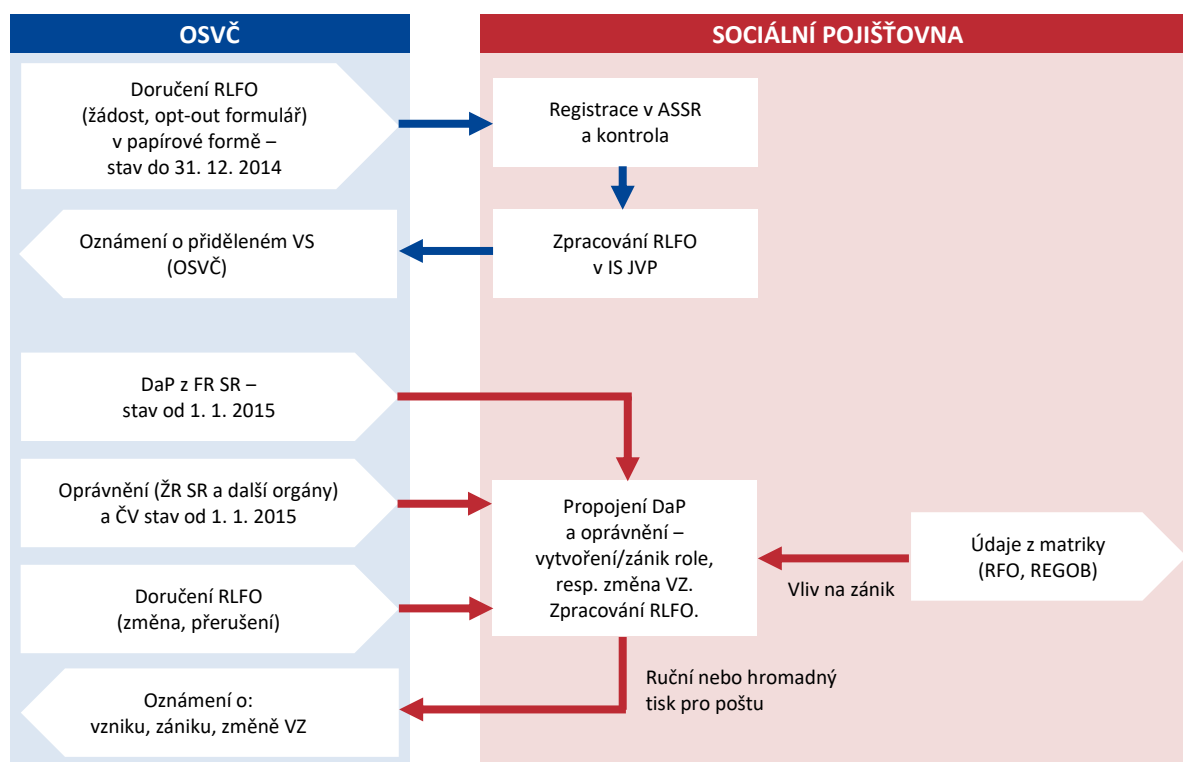 OSVČ
SOCIÁLNÍ POJIŠŤOVNA
Doručení RLFO
(žádost, opt-out formulář)
v papírové formě –
stav do 31. 12. 2014
Registrace v ASSR
a kontrola
Oznámení o přiděleném VS
(OSVČ)
Zpracování RLFO
v IS JVP
DaP z FR SR –
stav od 1. 1. 2015
Oprávnění (ŽR SR a další orgány)
a ČV stav od 1. 1. 2015
Doručení RLFO
(změna, přerušení)
Propojení DaP
a oprávnění –
vytvoření/zánik role,
resp. změna VZ.
Zpracování RLFO.
Vliv na zánik
Údaje z matriky
(RFO, REGOB)
Ruční nebo hromadný
tisk pro poštu
Oznámení o:
vzniku, zániku, změně VZ